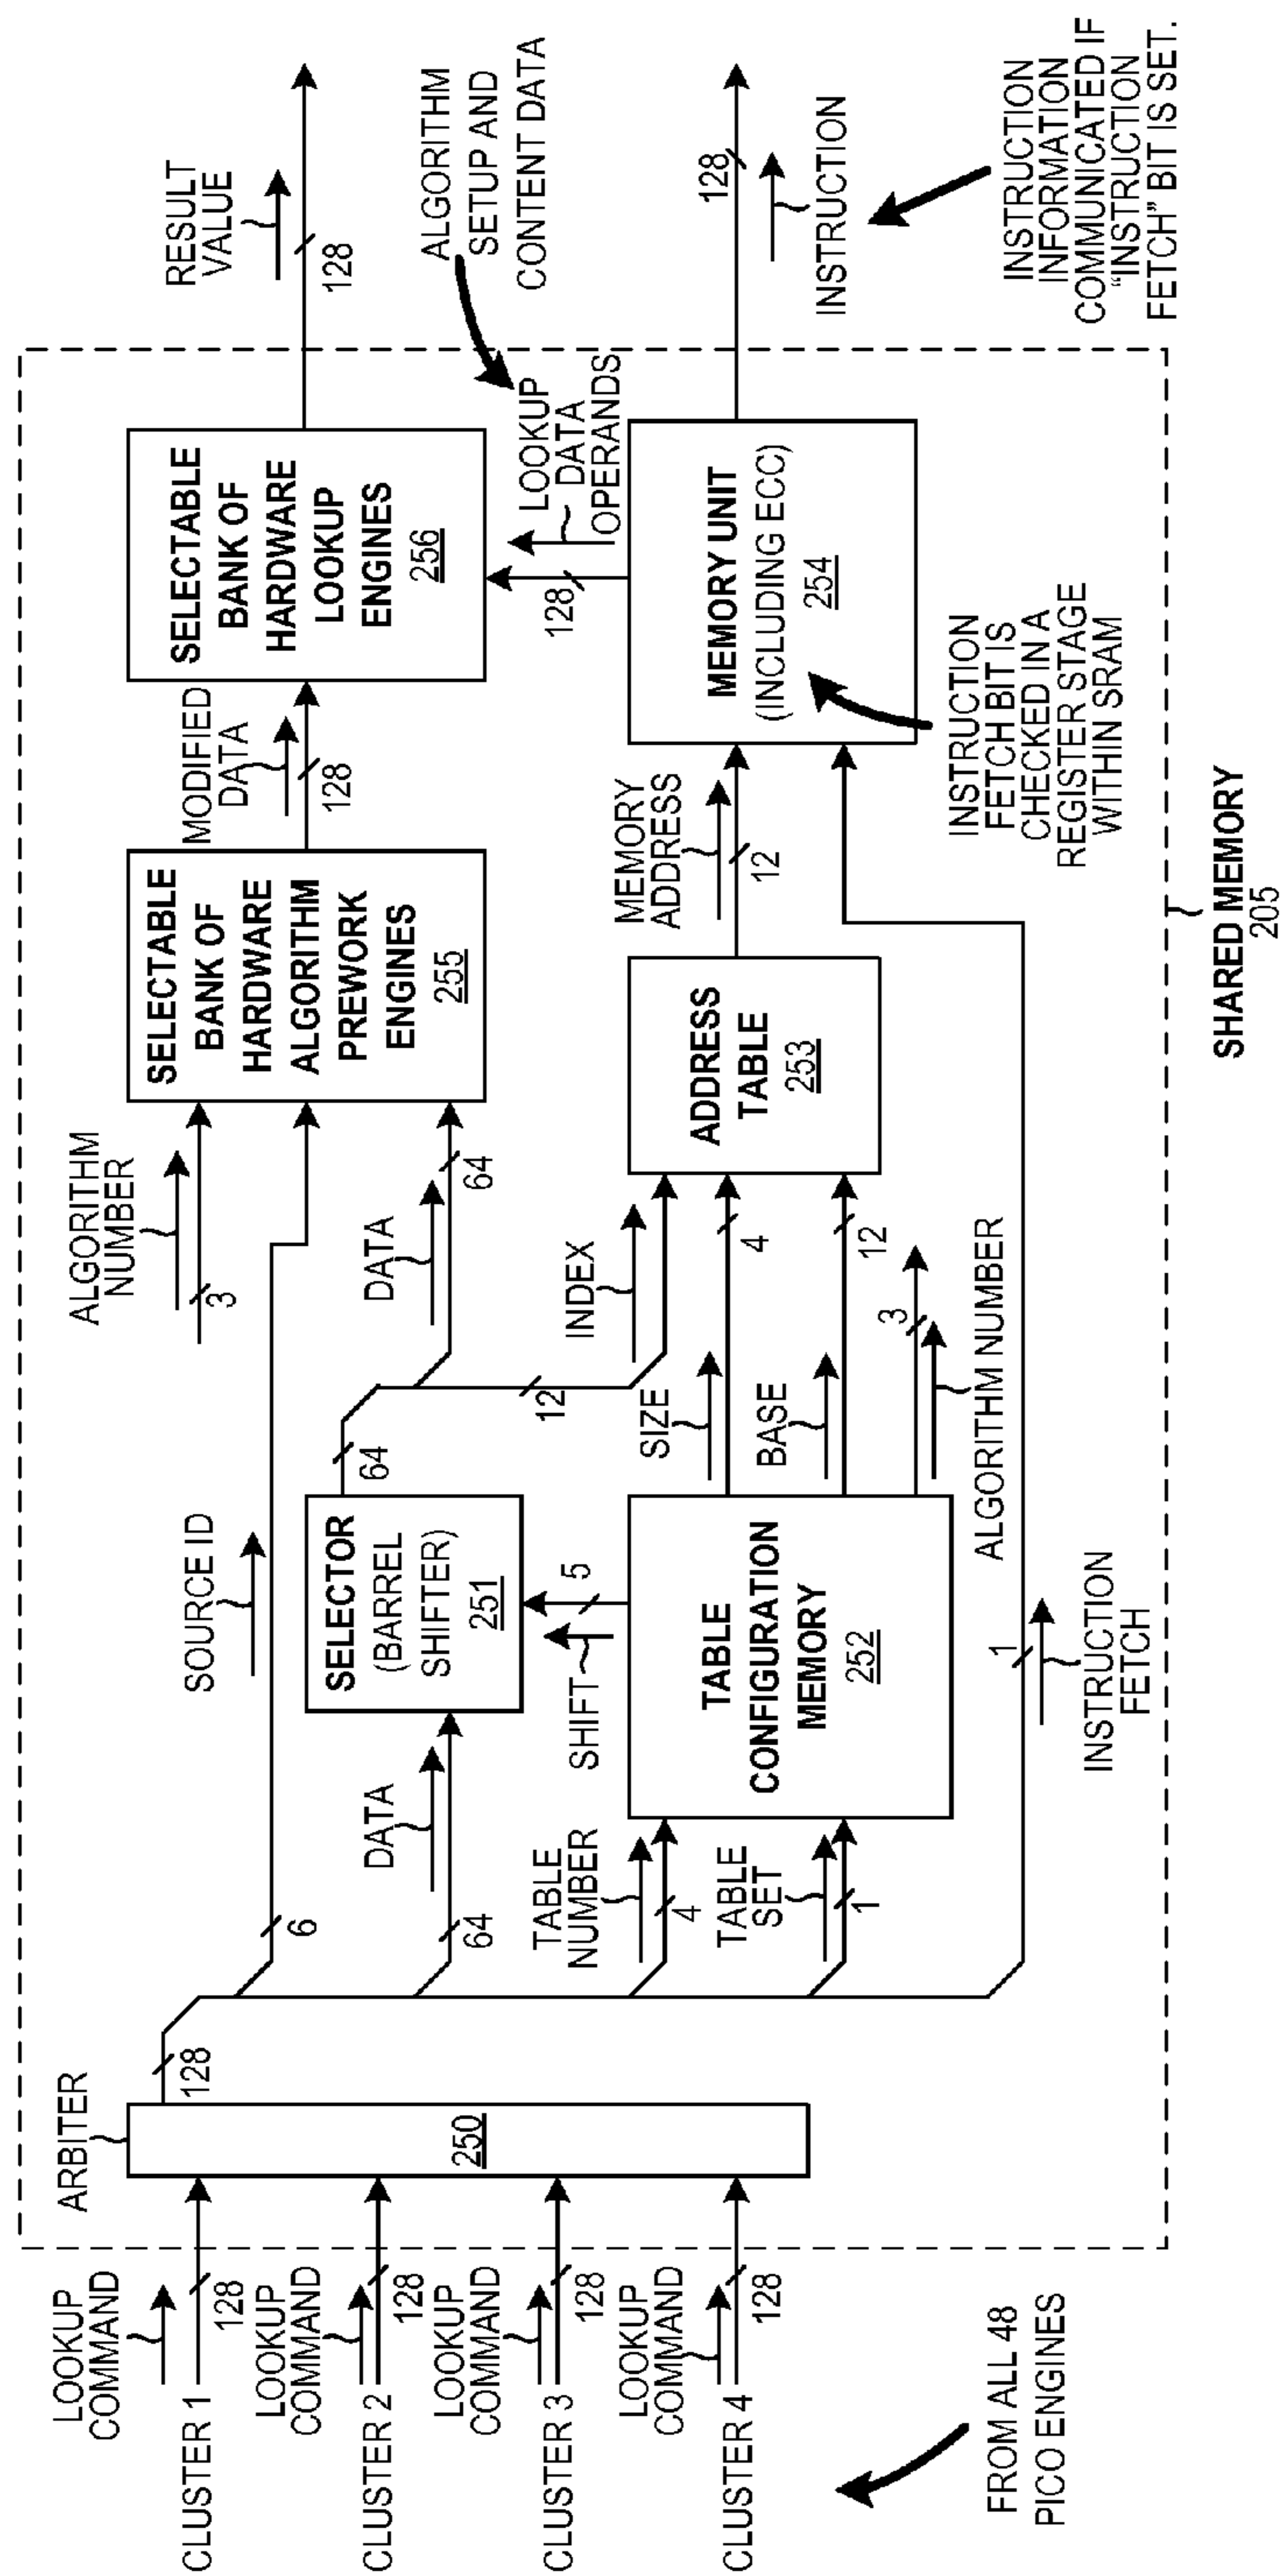 LOOKUP
COMMAND
CLUSTER 1
128
LOOKUP
COMMAND
CLUSTER 2
128
LOOKUP
COMMAND
CLUSTER 3
128
LOOKUP
COMMAND
CLUSTER 4
128
FROM ALL 48
PICO ENGINES
ARBITER
250
128
6
SOURCE ID
DATA
64
TABLE
NUMBER
4
TABLE
SET
1
SELECTOR
(BARREL
SHIFTER)
251
SHIFT
5
TABLE
CONFIGURATION
MEMORY
252
1
INSTRUCTION
FETCH
64
12
SIZE
BASE
ALGORITHM NUMBER
3
ALGORITHM
NUMBER
3
DATA
64
INDEX
4
12
SELECTABLE
BANK OF
HARDWARE
ALGORITHM
PREWORK
ENGINES
255
ADDRESS
TABLE
253
MODIFIED
DATA
128
MEMORY
ADDRESS
12
SELECTABLE
BANK OF
HARDWARE
LOOKUP
ENGINES
256
128
LOOKUP
DATA
OPERANDS
MEMORY UNIT
(INCLUDING ECC)
254
INSTRUCTION
FETCH BIT IS
CHECKED IN A
REGISTER STAGE
WITHIN SRAM
SHARED MEMORY
205
RESULT
VALUE
128
ALGORITHM
SETUP AND
CONTENT DATA
128
INSTRUCTION
INSTRUCTION
INFORMATION
COMMUNICATED IF
“INSTRUCTION
FETCH” BIT IS SET.